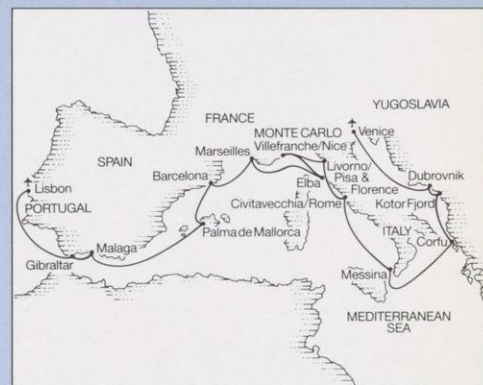 FRANCE
YUGOSLAVIA
MONTE CARLO
Villefranche/Nice
Venice
Marseilles
SPAIN
Barcelona
Livorno/
Pisa &
Florence
Dubrovnik
Elba
Kotor Fjord
Lisbon
PORTUGAL
Civitavecchia/Rome
ITALY
Palma de Mallorca
Corfu
Malaga
Gibraltar
Messina
MEDITERRANEAN
SEA